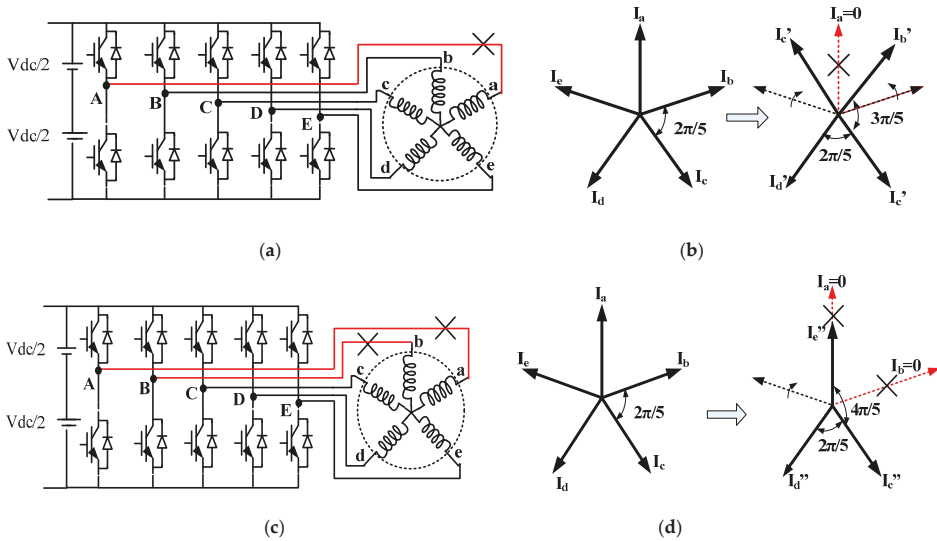 Vdc/2
Vdc/2
A
B
C
D
E
a
b
c
d
e
(a)
Ia
Ib
Ic
Id
Ie
2π/5
Ia=0
Ic'
Ib'
3π/5
2π/5
Id'
Ic'
(b)
Vdc/2
Vdc/2
A
B
C
D
E
a
b
c
d
e
(c)
Ia
Ib
Ic
Id
Ie
2π/5
Ia=0
Ie''
Ib=0
4π/5
2π/5
Id''
Ic''
(d)